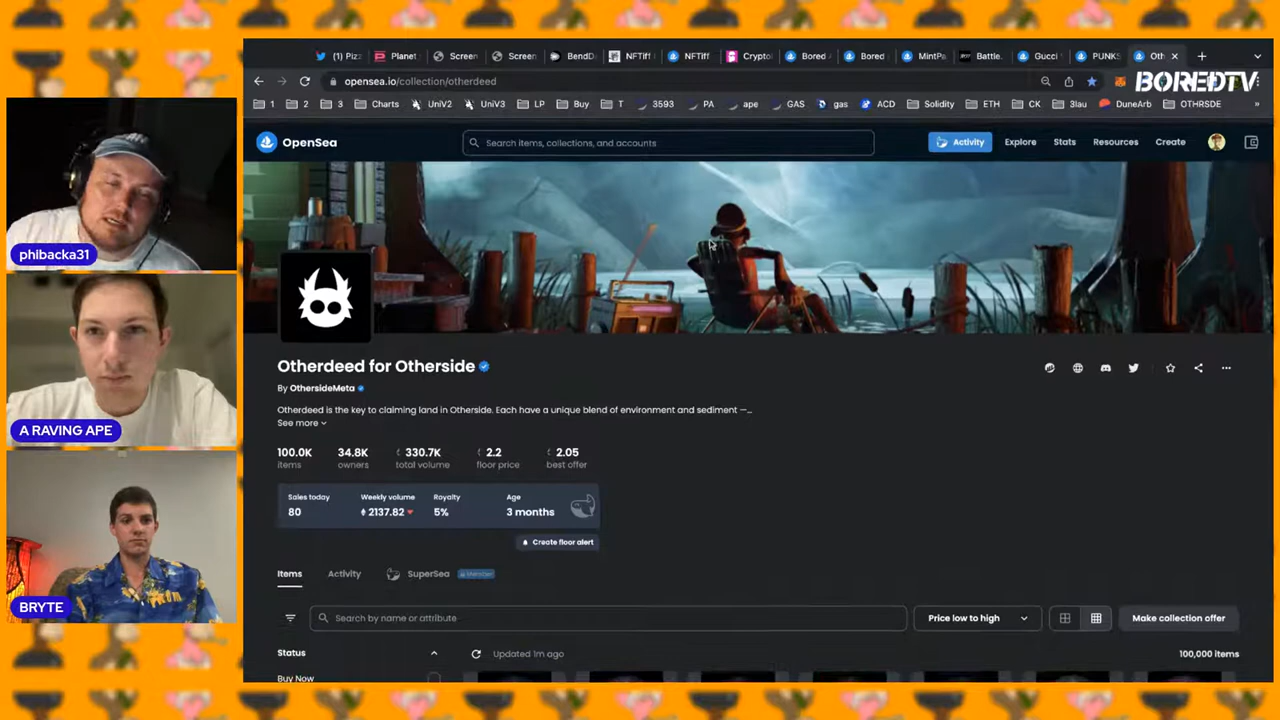 (1) Pizz
Planet
Screen
Screen
BendD
NFTiff
NFTiff
Crypto
Bored
Bored
MintPa
Battle.
Gucci
PUNKS
Oth
opensea.io/collection/otherdeed
BOREDTV
1
2
3
Charts
UniV2
UniV3
LP
Buy
T
3593
PA
ape
GAS
gas
ACD
Solidity
ETH
CK
3lau
DuneArb
OTHRSDE
»
OpenSea
Search items, collections, and accounts
Activity
Explore
Stats
Resources
Create
phibacka31
A RAVING APE
BRYTE
Otherdeed for Otherside
By OthersideMeta
Otherdeed is the key to claiming land in Otherside. Each have a unique blend of environment and sediment —...
See more
100.0K 34.8K 330.7K 2.2 2.05
items owners total volume floor price best offer
Sales today Weekly volume Royalty Age
80 2137.82 5% 3 months
Create floor alert
Items Activity SuperSea Member
Search by name or attribute
Price low to high
Make collection offer
Status
Updated 1m ago
100,000 items
Buy Now